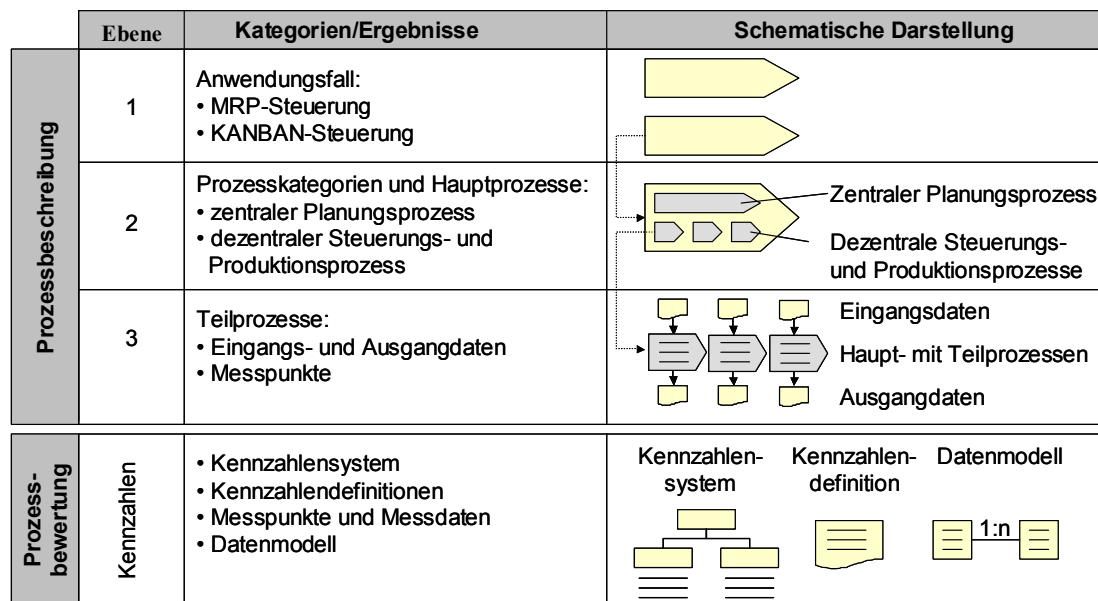 Ebene
Kategorien/Ergebnisse
Schematische Darstellung
Prozessbeschreibung
1
Anwendungsfall:
• MRP-Steuerung
• KANBAN-Steuerung
2
Prozesskategorien und Hauptprozesse:
• zentraler Planungsprozess
• dezentraler Steuerungs- und
Produktionsprozess
Zentraler Planungsprozess
Dezentrale Steuerungs-
und Produktionsprozesse
3
Teilprozesse:
• Eingangs- und Ausgangdaten
• Messpunkte
Eingangsdaten
Haupt- mit Teilprozessen
Ausgangdaten
Prozess-
bewertung
Kennzahlen
• Kennzahlensystem
• Kennzahlendefinitionen
• Messpunkte und Messdaten
• Datenmodell
Kennzahlen-
system
Kennzahlen-
definition
Datenmodell
1:n